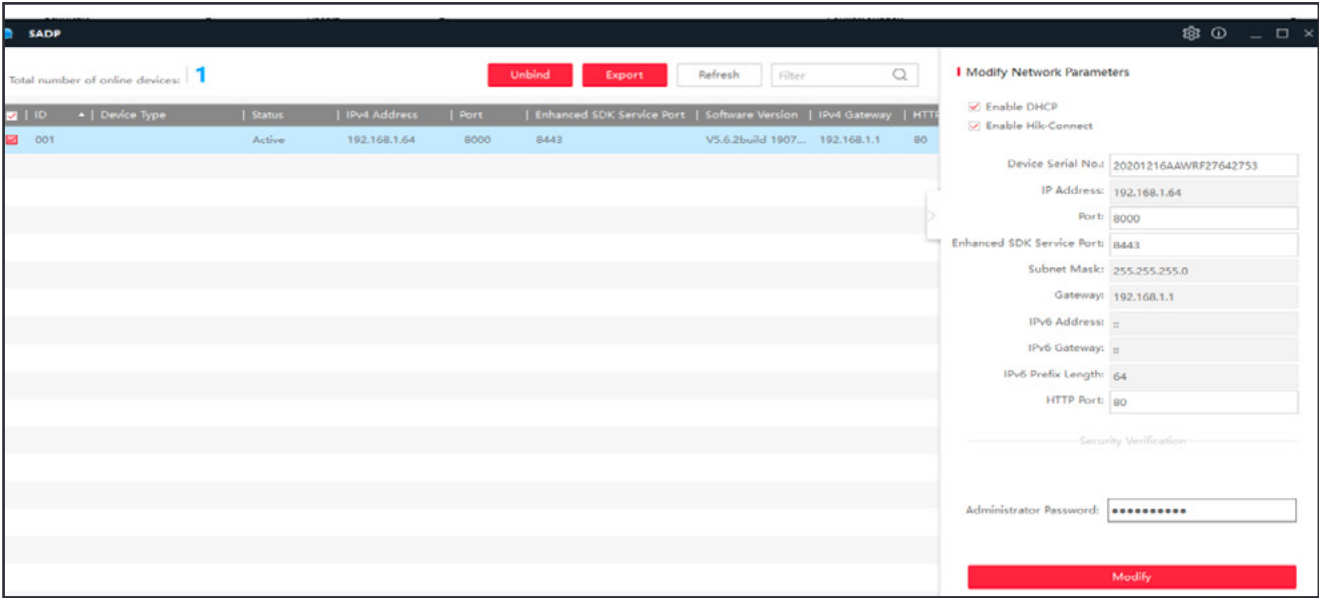 SADP
Total number of online devices: 1
Unbind
Export
Refresh
Filter
ID | Device Type | Status | IPv4 Address | Port | Enhanced SDK Service Port | Software Version | IPv4 Gateway | HTTP
001 Active 192.168.1.64 8000 8443 V5.6.2build 1907... 192.168.1.1 80
Modify Network Parameters
Enable DHCP
Enable Hik-Connect
Device Serial No.: 20201216AAWRF27642753
IP Address: 192.168.1.64
Port: 8000
Enhanced SDK Service Port: 8443
Subnet Mask: 255.255.255.0
Gateway: 192.168.1.1
IPv6 Address: ::
IPv6 Gateway: ::
IPv6 Prefix Length: 64
HTTP Port: 80
Security Verification
Administrator Password: ●●●●●●●●●●
Modify